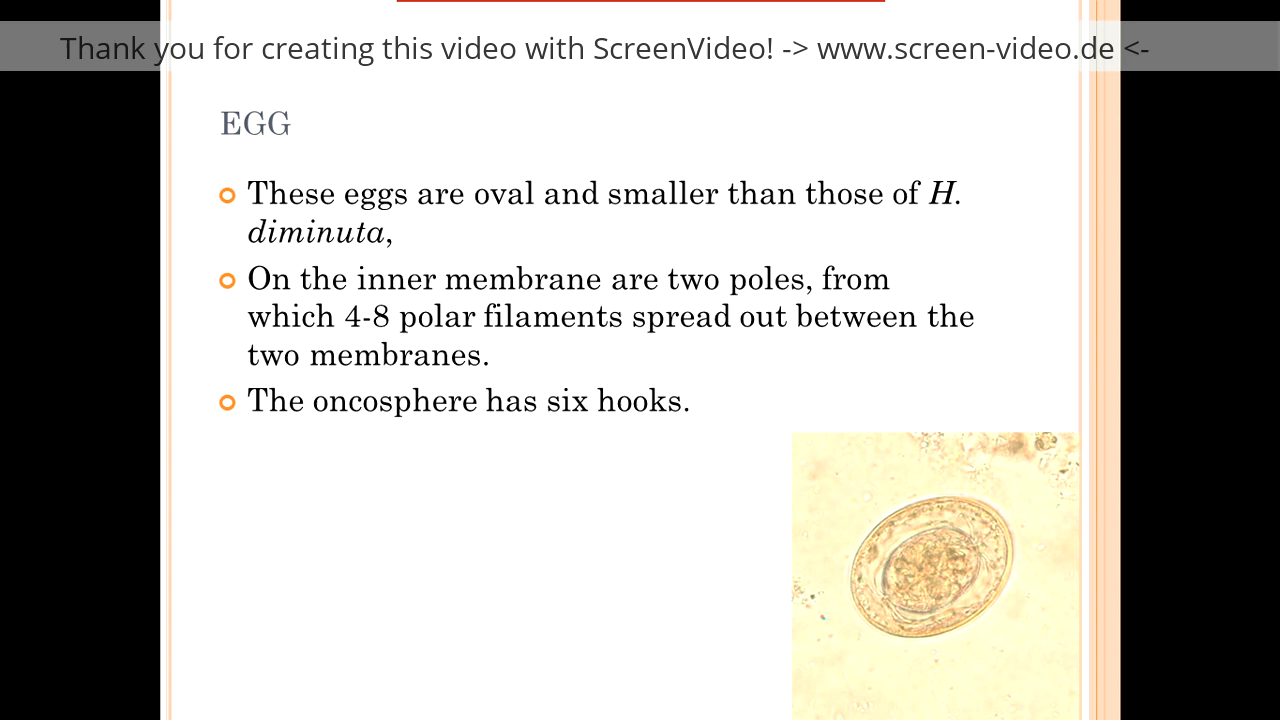 Thank you for creating this video with ScreenVideo! -> www.screen-video.de <-
EGG
These eggs are oval and smaller than those of H.
diminuta,
On the inner membrane are two poles, from
which 4-8 polar filaments spread out between the
two membranes.
The oncosphere has six hooks.